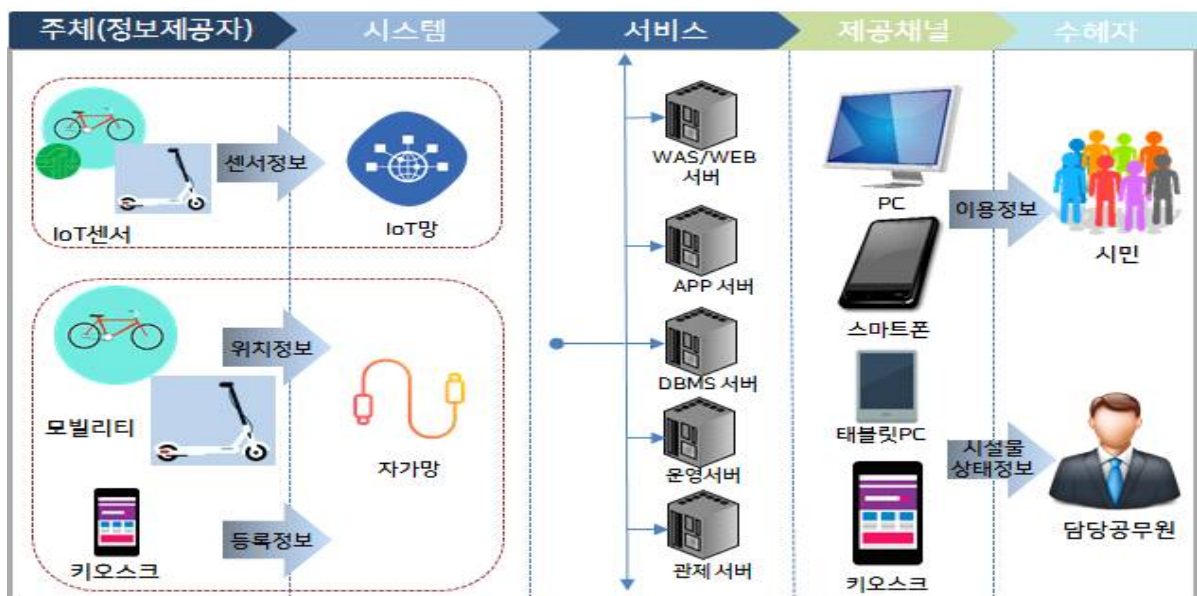 주체(정보제공자)
시스템
서비스
제공채널
수혜자
센서정보
IoT센서
IoT망
위치정보
모빌리티
자가망
등록정보
키오스크
WAS/WEB
서버
APP 서버
DBMS 서버
운영서버
관제 서버
PC
스마트폰
태블릿PC
키오스크
이용정보
시민
시설물
상태정보
담당공무원